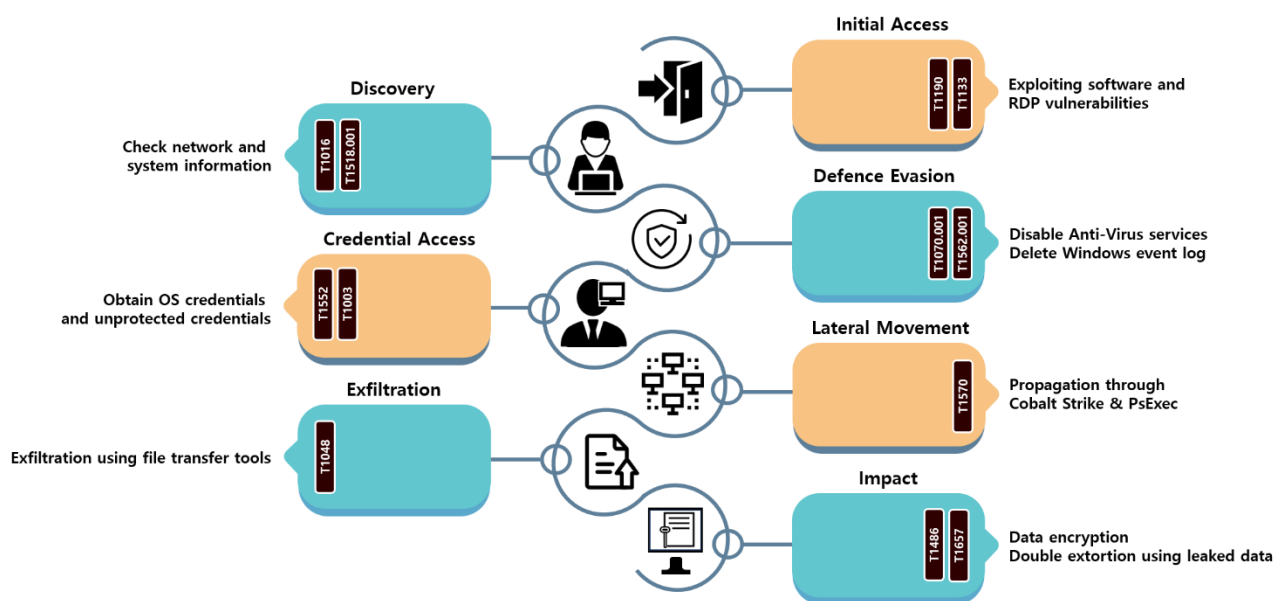 Initial Access
T1190
T1133
Exploiting software and
RDP vulnerabilities
Discovery
T1016
T1518.001
Check network and
system information
Defence Evasion
T1070.001
T1562.001
Disable Anti-Virus services
Delete Windows event log
Credential Access
T1552
T1003
Obtain OS credentials
and unprotected credentials
Lateral Movement
T1570
Propagation through
Cobalt Strike & PsExec
Exfiltration
T1048
Exfiltration using file transfer tools
Impact
T1486
T1657
Data encryption
Double extortion using leaked data